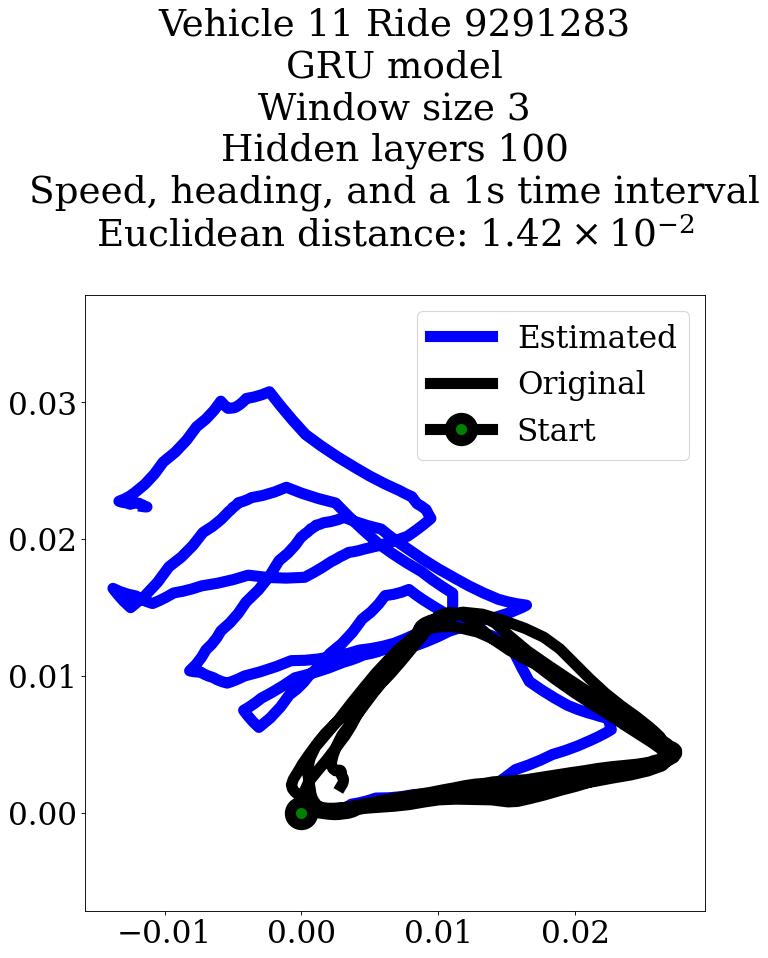 Vehicle 11 Ride 9291283
GRU model
Window size 3
Hidden layers 100
Speed, heading, and a 1s time interval
Euclidean distance: 1.42 × 10⁻²
Estimated
Original
Start
0.03
0.02
0.01
0.00
−0.01 0.00 0.01 0.02